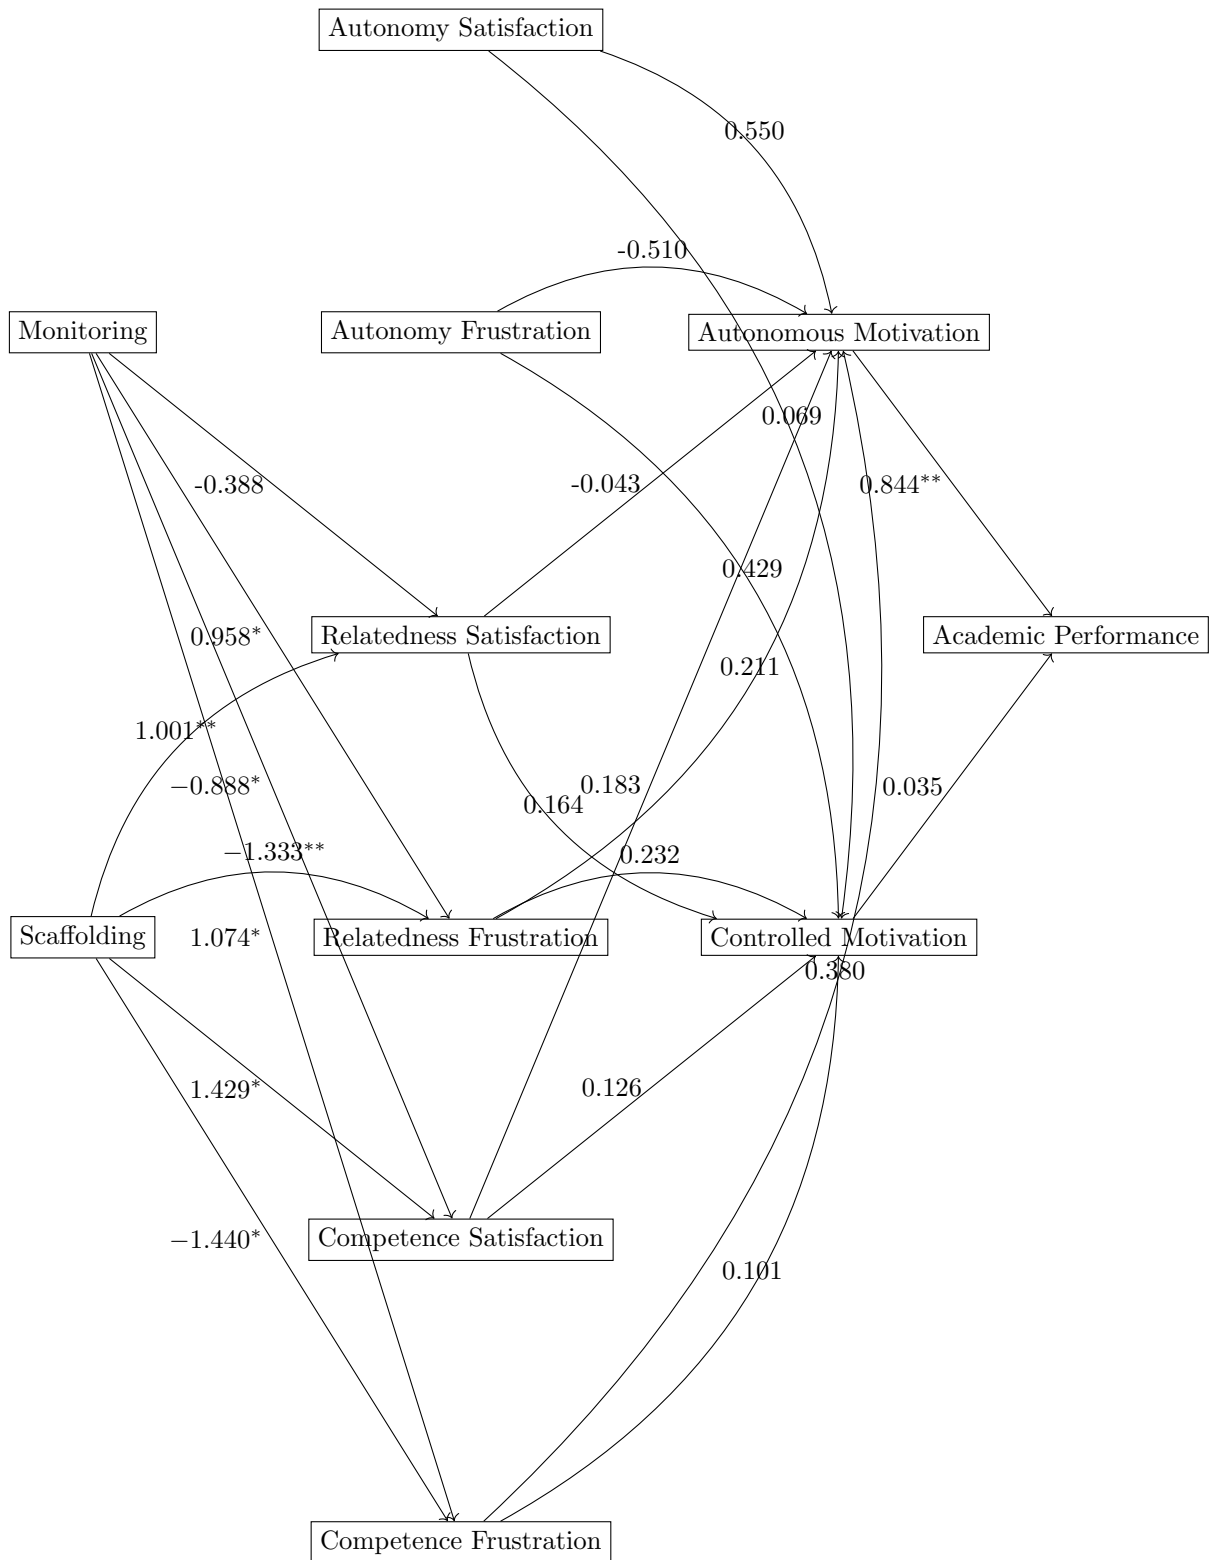 Autonomy Satisfaction
0.550
-0.510
Monitoring
Autonomy Frustration
Autonomous Motivation
0.069
-0.388
-0.043
0.844**
0.429
0.958*
Relatedness Satisfaction
Academic Performance
0.211
1.001**
−0.888*
0.183
0.035
0.164
−1.333**
0.232
Scaffolding
1.074*
Relatedness Frustration
Controlled Motivation
0.380
1.429*
0.126
−1.440*
Competence Satisfaction
0.101
Competence Frustration